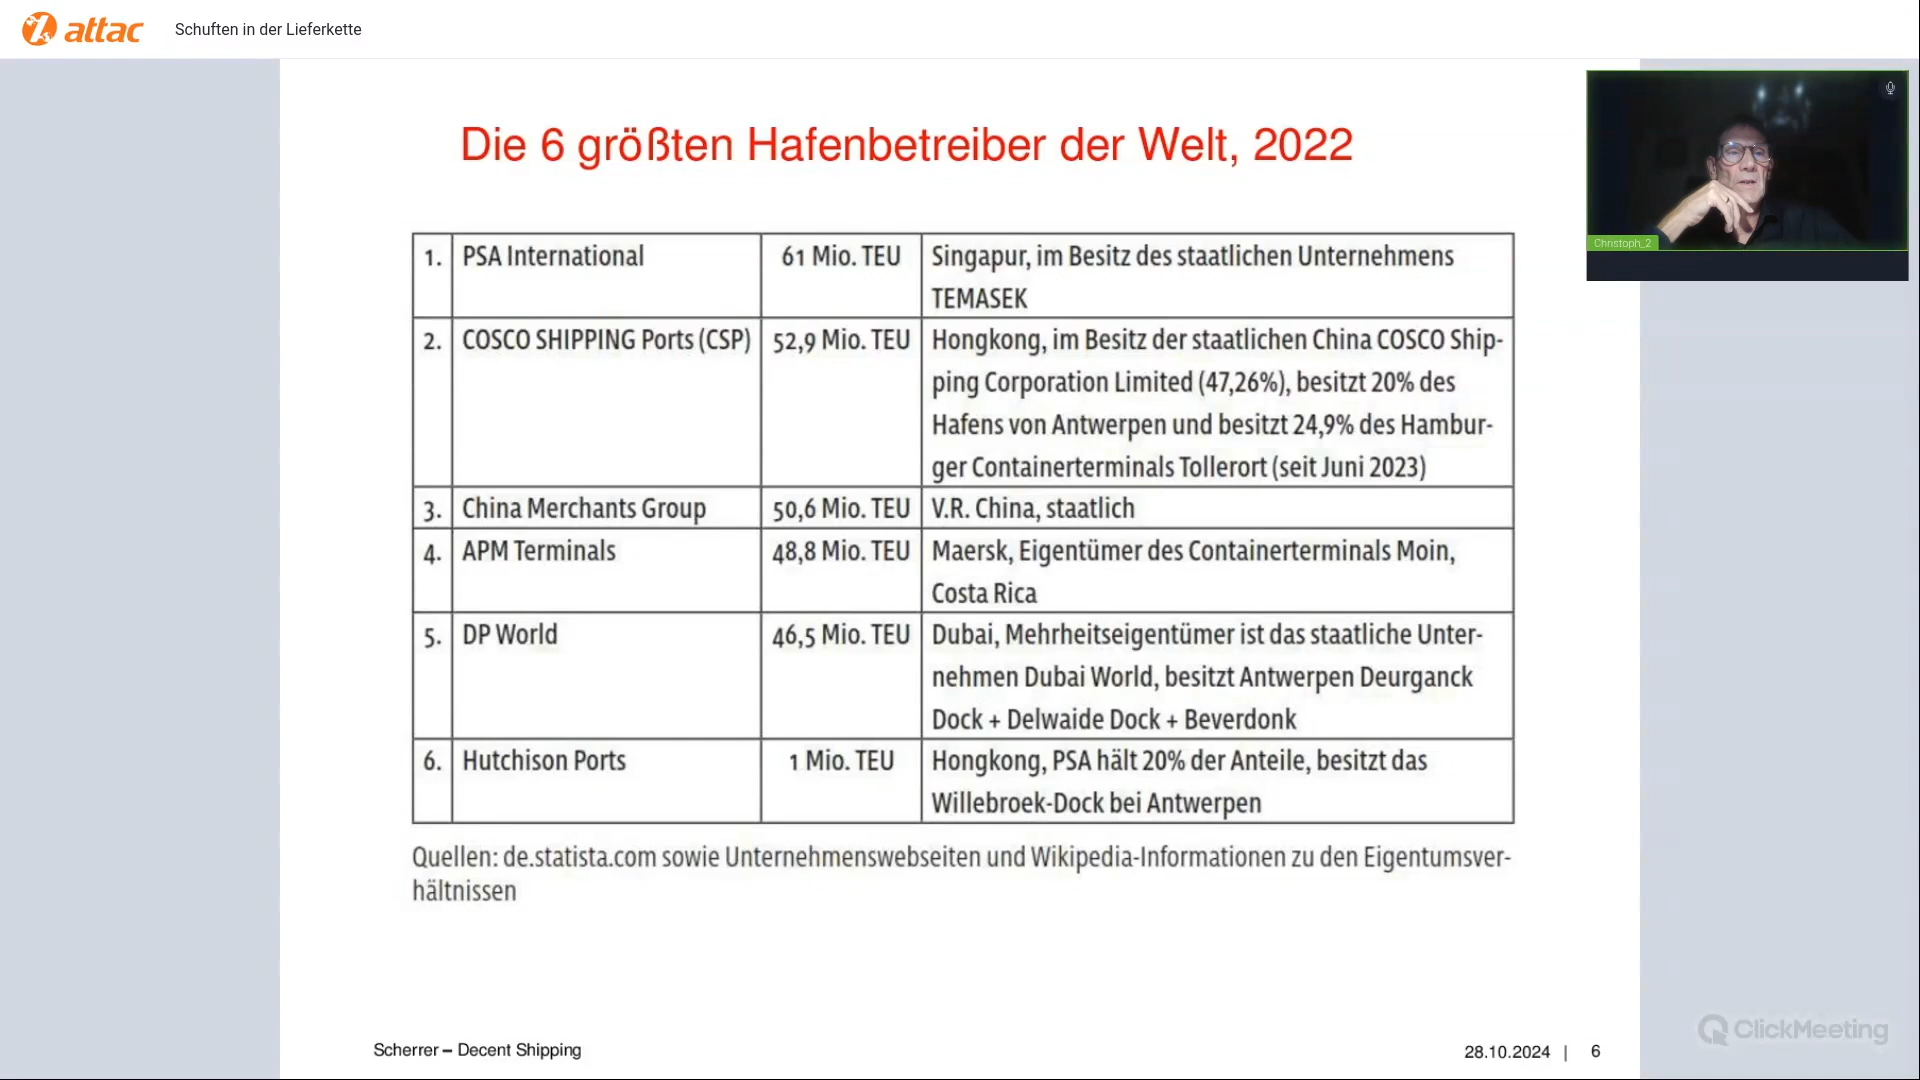 attac
Schuften in der Lieferkette
Die 6 größten Hafenbetreiber der Welt, 2022
1. PSA International 61 Mio. TEU Singapur, im Besitz des staatlichen Unternehmens
TEMASEK
2. COSCO SHIPPING Ports (CSP) 52,9 Mio. TEU Hongkong, im Besitz der staatlichen China COSCO Ship-
ping Corporation Limited (47,26%), besitzt 20% des
Hafens von Antwerpen und besitzt 24,9% des Hambur-
ger Containerterminals Tollerort (seit Juni 2023)
3. China Merchants Group 50,6 Mio. TEU V.R. China, staatlich
4. APM Terminals 48,8 Mio. TEU Maersk, Eigentümer des Containerterminals Moin,
Costa Rica
5. DP World 46,5 Mio. TEU Dubai, Mehrheitseigentümer ist das staatliche Unter-
nehmen Dubai World, besitzt Antwerpen Deurganck
Dock + Delwaide Dock + Beverdonk
6. Hutchison Ports 1 Mio. TEU Hongkong, PSA hält 20% der Anteile, besitzt das
Willebroek-Dock bei Antwerpen
Quellen: de.statista.com sowie Unternehmenswebseiten und Wikipedia-Informationen zu den Eigentumsver-
hältnissen
Scherrer – Decent Shipping
28.10.2024 | 6
Christoph_2
ClickMeeting